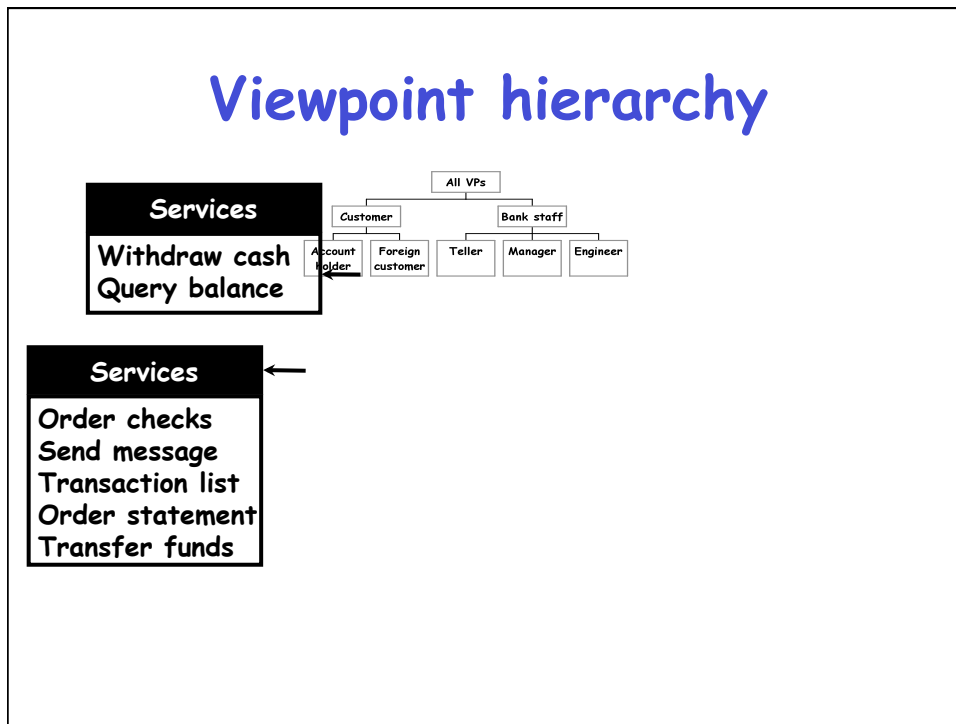 Viewpoint hierarchy
All VPs
Services
Customer
Bank staff
Withdraw cash
Query balance
Account
holder
Foreign
customer
Teller
Manager
Engineer
Services
Order checks
Send message
Transaction list
Order statement
Transfer funds